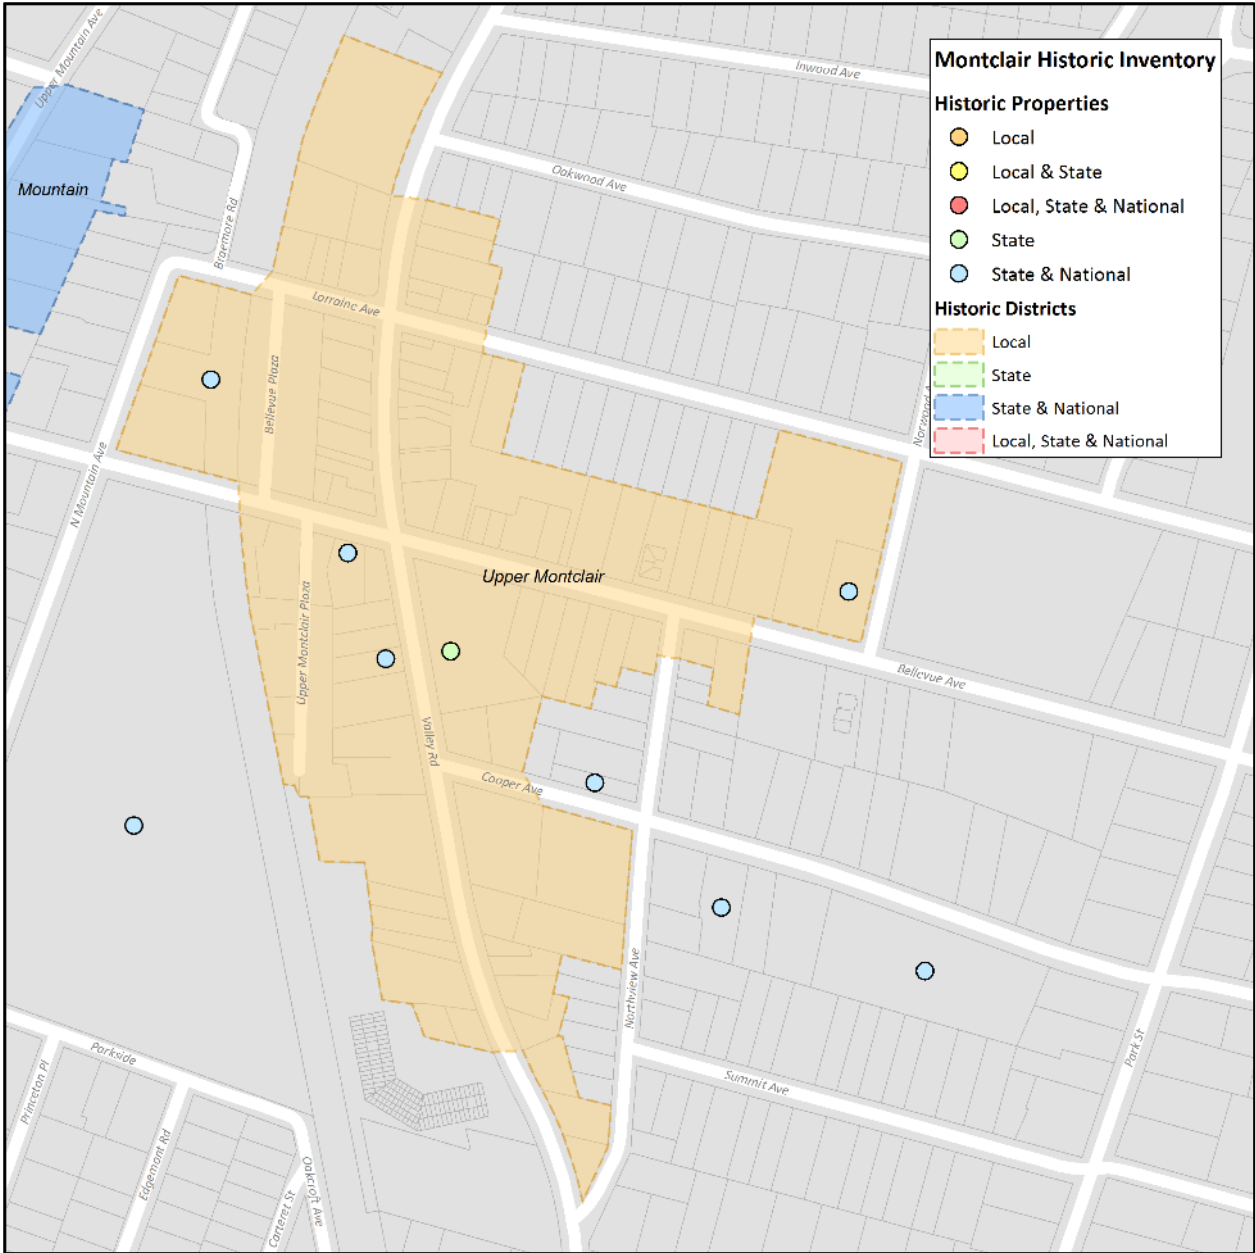 Montclair Historic Inventory
Historic Properties
Local
Local & State
Local, State & National
State
State & National
Historic Districts
Local
State
State & National
Local, State & National
Upper Mountain Ave
Inwood Ave
Mountain
Oakwood Ave
Braemore Rd
Lorraine Ave
Bellevue Plaza
Norwood A
N Mountain Ave
Upper Montclair
Upper Montclair Plaza
Bellevue Ave
Valley Rd
Cooper Ave
Northview Ave
Parkside
Princeton Pl
Summit Ave
Park St
Edgemont Rd
Carteret St
Oakcroft Ave